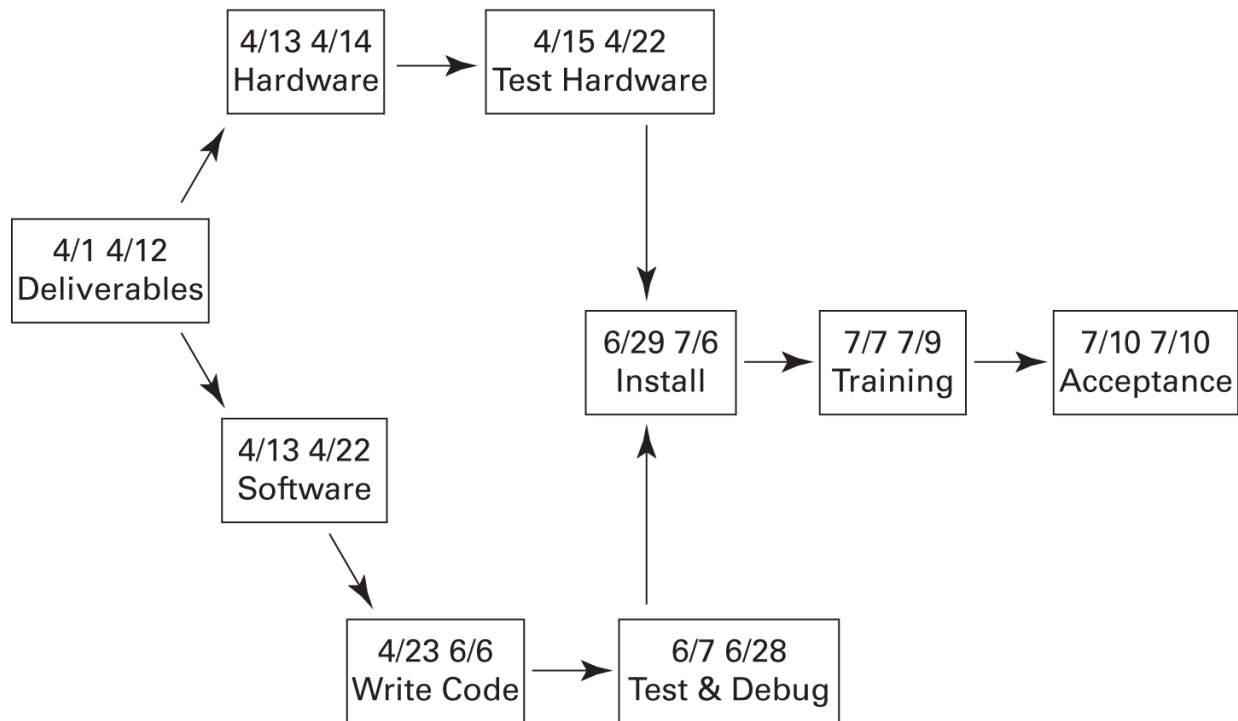 4/13 4/14
Hardware
4/15 4/22
Test Hardware
4/1 4/12
Deliverables
6/29 7/6
Install
7/7 7/9
Training
7/10 7/10
Acceptance
4/13 4/22
Software
4/23 6/6
Write Code
6/7 6/28
Test & Debug